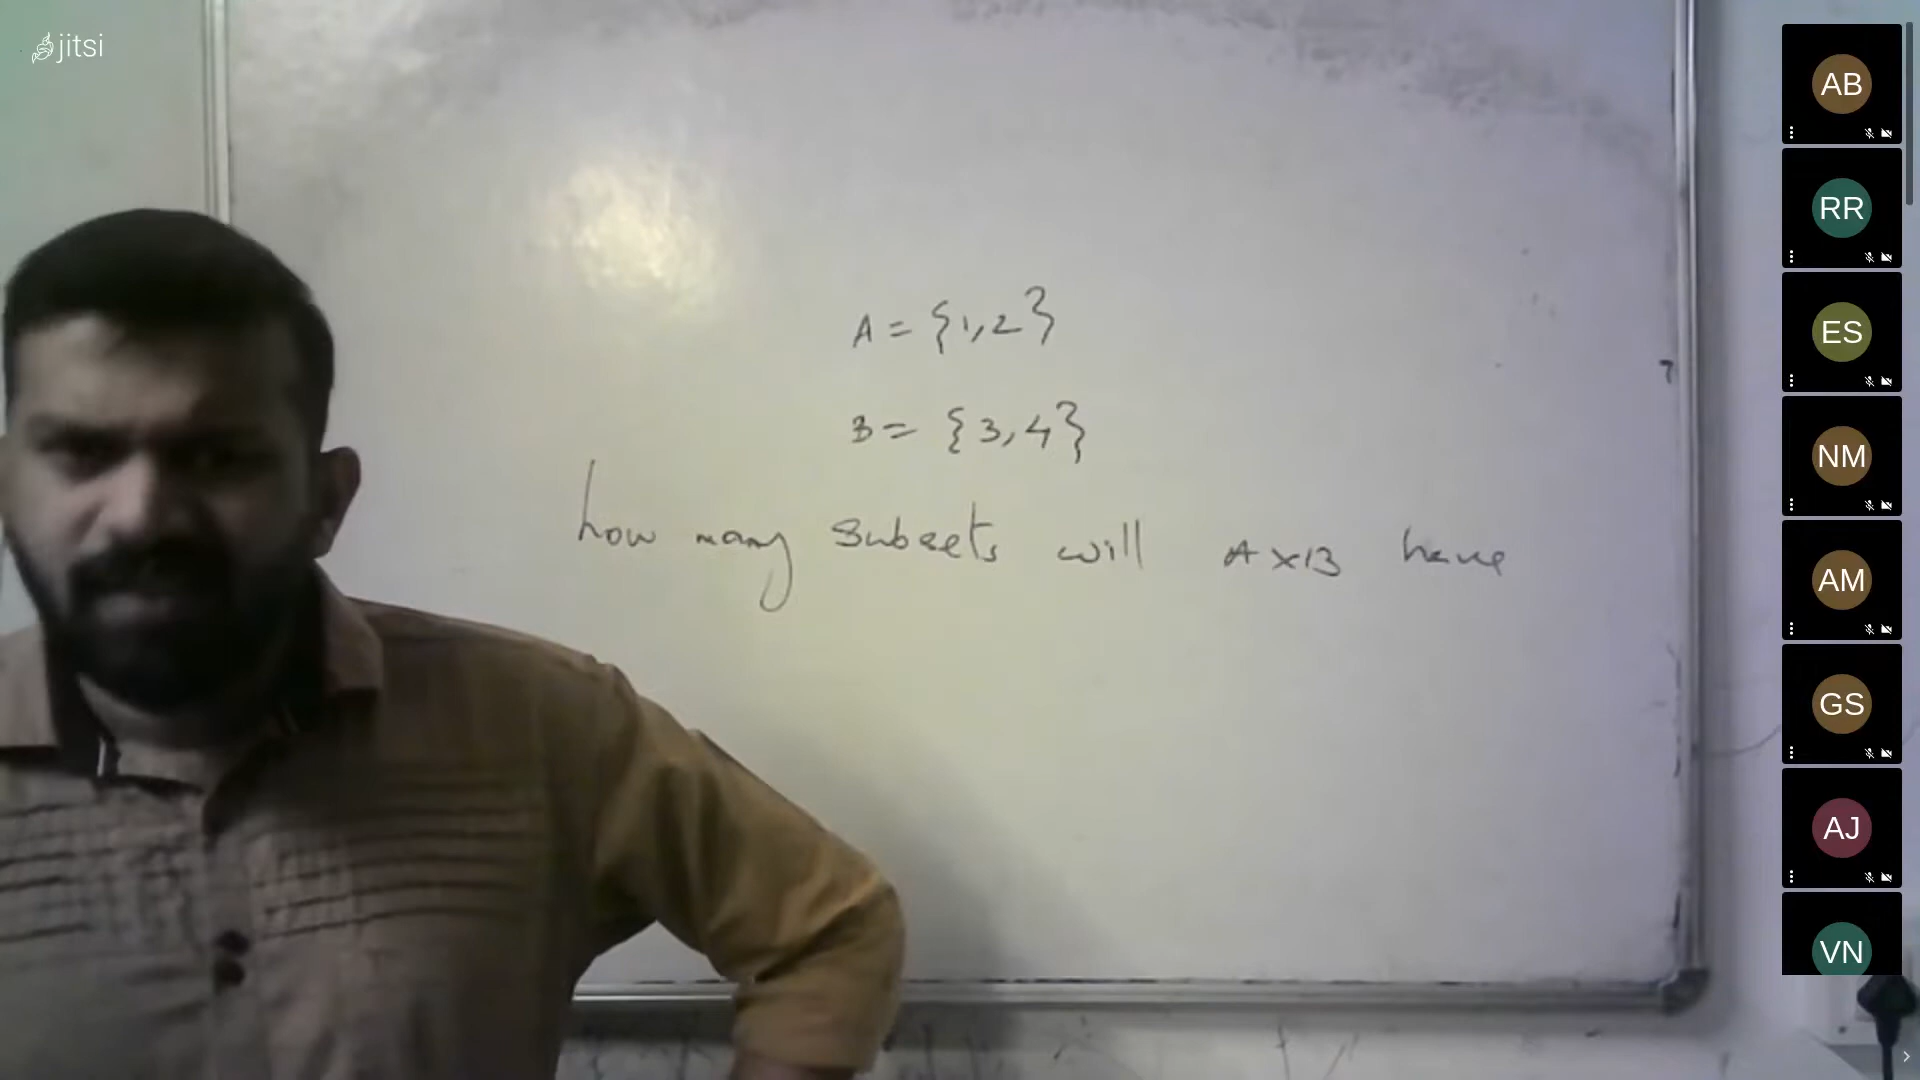 jitsi
A = {1,2}
B = {3,4}
how many subsets will A×B have
AB
RR
ES
NM
AM
GS
AJ
VN